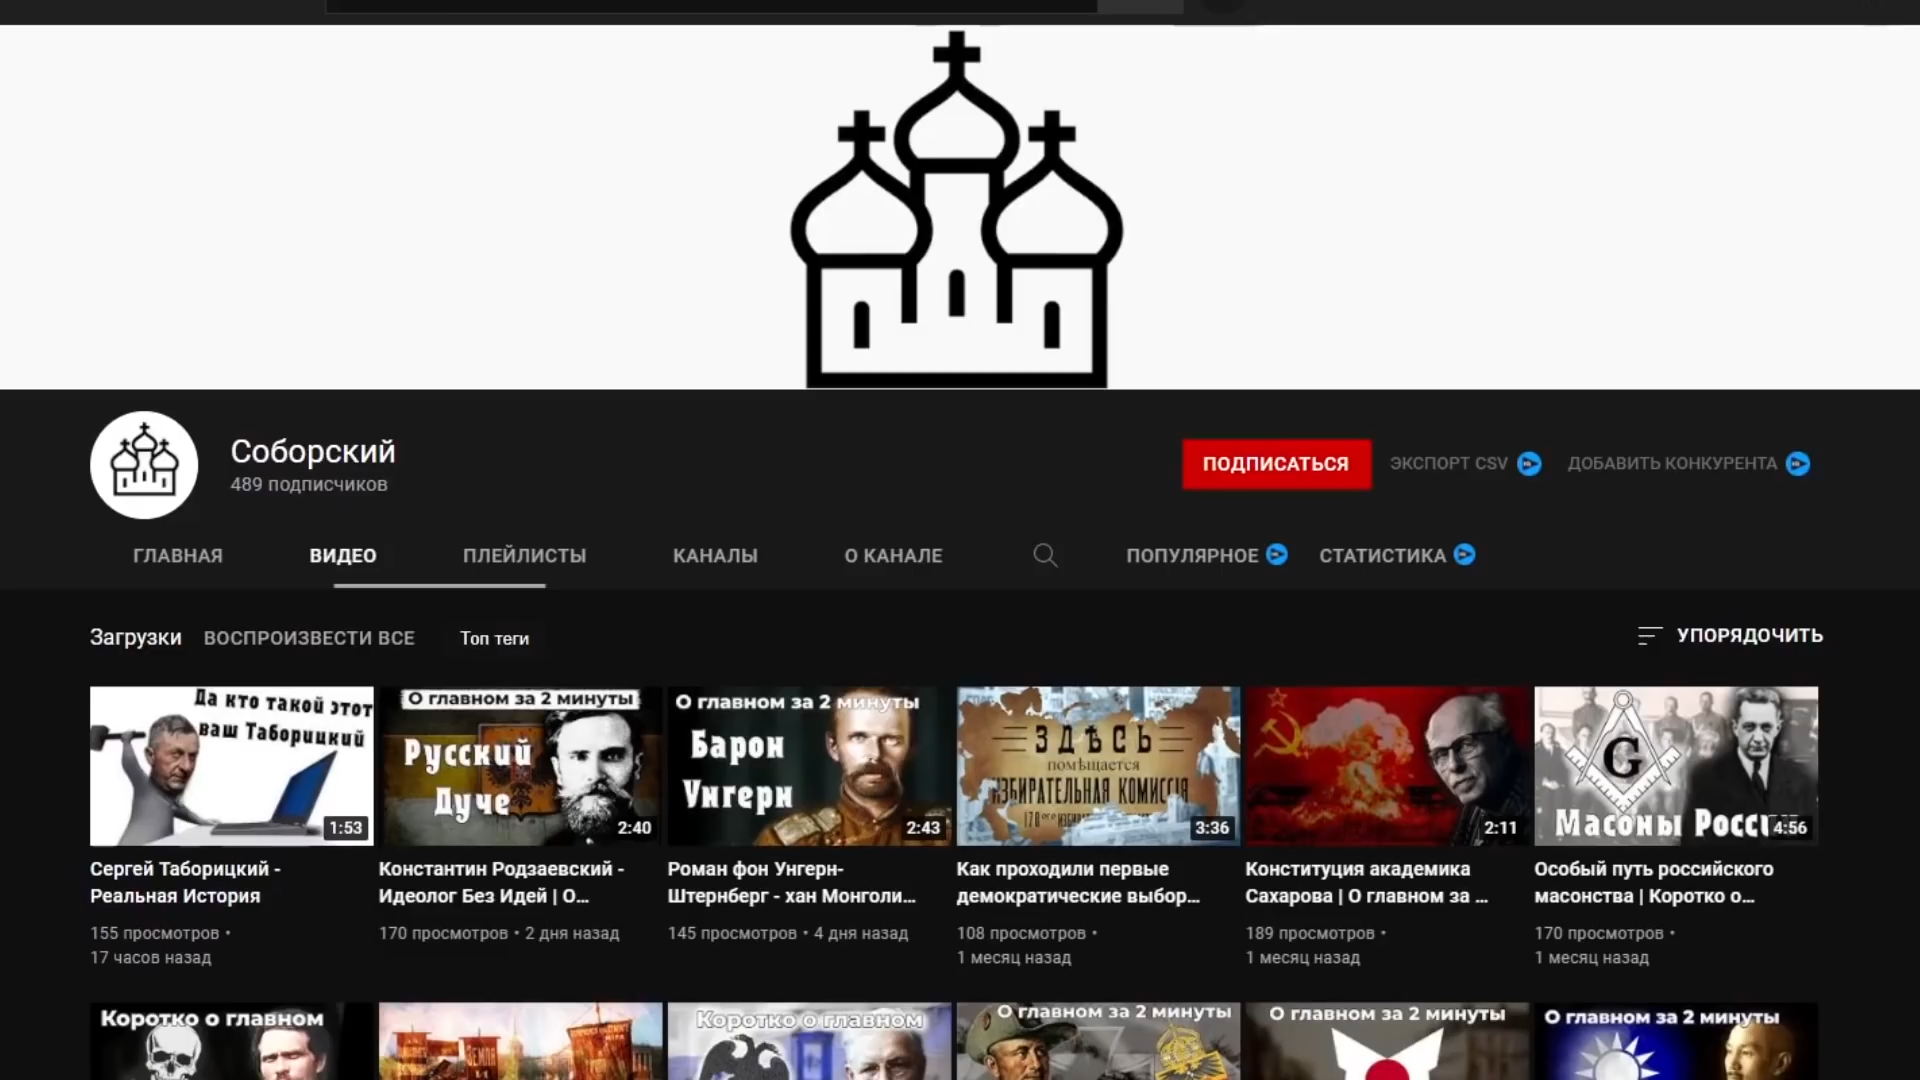 Соборский
489 подписчиков
ПОДПИСАТЬСЯ
ЭКСПОРТ CSV
ДОБАВИТЬ КОНКУРЕНТА
ГЛАВНАЯ
ВИДЕО
ПЛЕЙЛИСТЫ
КАНАЛЫ
О КАНАЛЕ
ПОПУЛЯРНОЕ
СТАТИСТИКА
Загрузки
ВОСПРОИЗВЕСТИ ВСЕ
Топ теги
УПОРЯДОЧИТЬ
Да кто такой этот
ваш Таборицкий
1:53
Сергей Таборицкий -
Реальная История
155 просмотров •
17 часов назад
О главном за 2 минуты
Русский
Дуче
2:40
Константин Родзаевский -
Идеолог Без Идей | О...
170 просмотров • 2 дня назад
О главном за 2 минуты
Барон
Унгерн
2:43
Роман фон Унгерн-
Штернберг - хан Монголи...
145 просмотров • 4 дня назад
ЗДѢСЬ
помѣщается
ИЗБИРАТЕЛЬНАЯ КОМИССІЯ
3:36
Как проходили первые
демократические выбор...
108 просмотров •
1 месяц назад
2:11
Конституция академика
Сахарова | О главном за ...
189 просмотров •
1 месяц назад
G
Масоны Росс
4:56
Особый путь российского
масонства | Коротко о...
170 просмотров •
1 месяц назад
Коротко о главном
ЗЕМЛЯ
Коротко о главном
О главном за 2 минуты
О главном за 2 минуты
О главном за 2 минуты